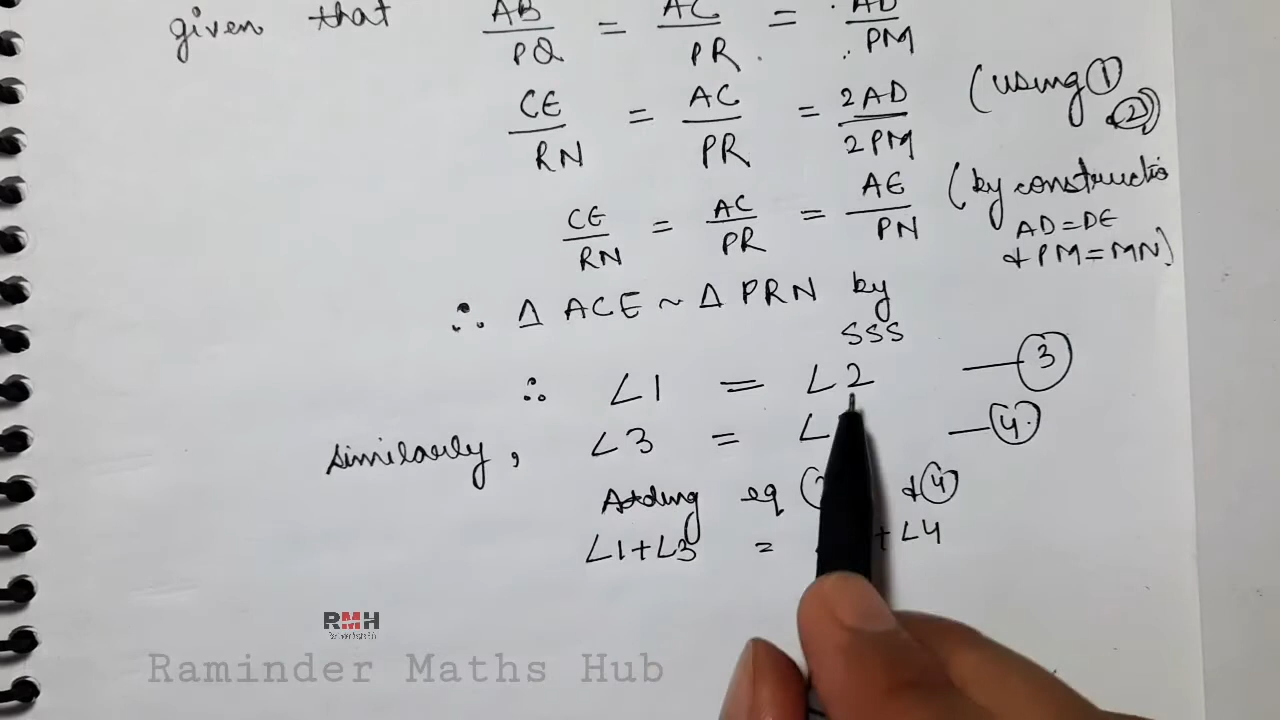 given that AB/PQ = AC/PR = AD/PM
CE/RN = AC/PR = 2AD/2PM (using ① ②)
CE/RN = AC/PR = AE/PN (by constructio
AD=DE
& PM=MN)
∴ Δ ACE ~ Δ PRN by
SSS
∴ ∠1 = ∠2 — ③
Similarly, ∠3 = ∠ — ④
Adding eq & ④
∠1+∠3 = +∠4
RMH
Raminder Maths Hub